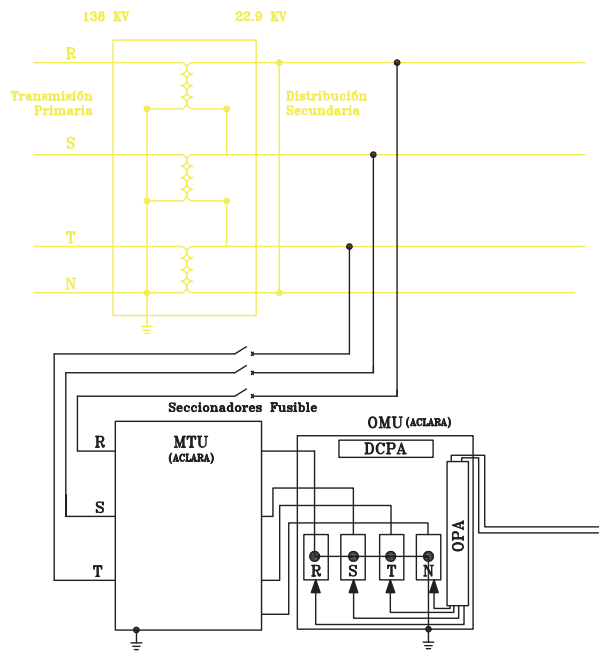 138 KV
22.9 KV
R
Transmisión
Primaria
Distribución
Secundaria
S
T
N
Seccionadores Fusible
R
MTU
(ACLARA)
OMU (ACLARA)
DCPA
S
OPA
T
R S T N